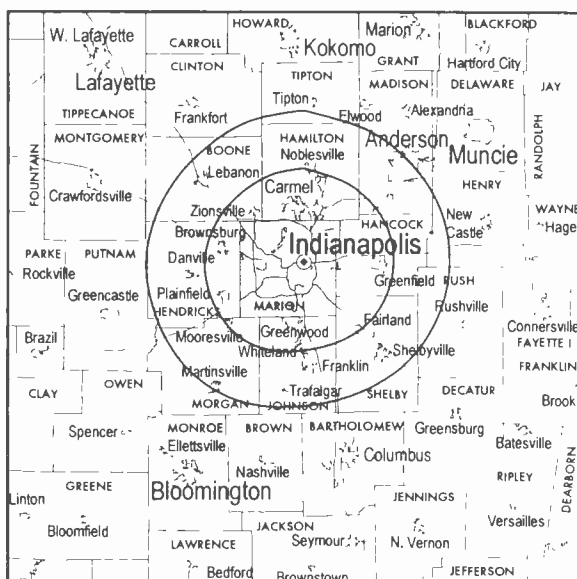 HOWARD
Marion
BLACKFORD
W. Lafayette
CARROLL
Kokomo
CLINTON
GRANT
Hartford City
Lafayette
TIPTON
MADISON
DELAWARE
JAY
Tipton
Elwood
Alexandria
TIPPECANOE
Frankfort
MONTGOMERY
HAMILTON
Anderson
RANDOLPH
BOONE
Noblesville
Muncie
FOUNTAIN
Lebanon
Carmel
HENRY
Crawfordsville
Zionsville
HANCOCK
New
Castle
WAYNE
Hage
Brownsburg
Indianapolis
PARKE
PUTNAM
Danville
Rockville
Greenfield
RUSH
Greencastle
Plainfield
MARION
Rushville
HENDRICKS
Fairland
Connersville
Brazil
Mooresville
Greenwood
FAYETTE
Whiteland
Shelbyville
Franklin
FRANKLIN
OWEN
Martinsville
CLAY
Trafalgar
SHELBY
DECATUR
MORGAN
JOHNSON
Brook
Spencer
MONROE
BROWN
BARTHOLOMEW
Greensburg
Ellettsville
Batesville
Columbus
Nashville
RIPLEY
GREENE
Bloomington
DEARBORN
Linton
JENNINGS
Bloomfield
JACKSON
Versailles
LAWRENCE
Seymour
N. Vernon
Bedford
Brownstown
JEFFERSON